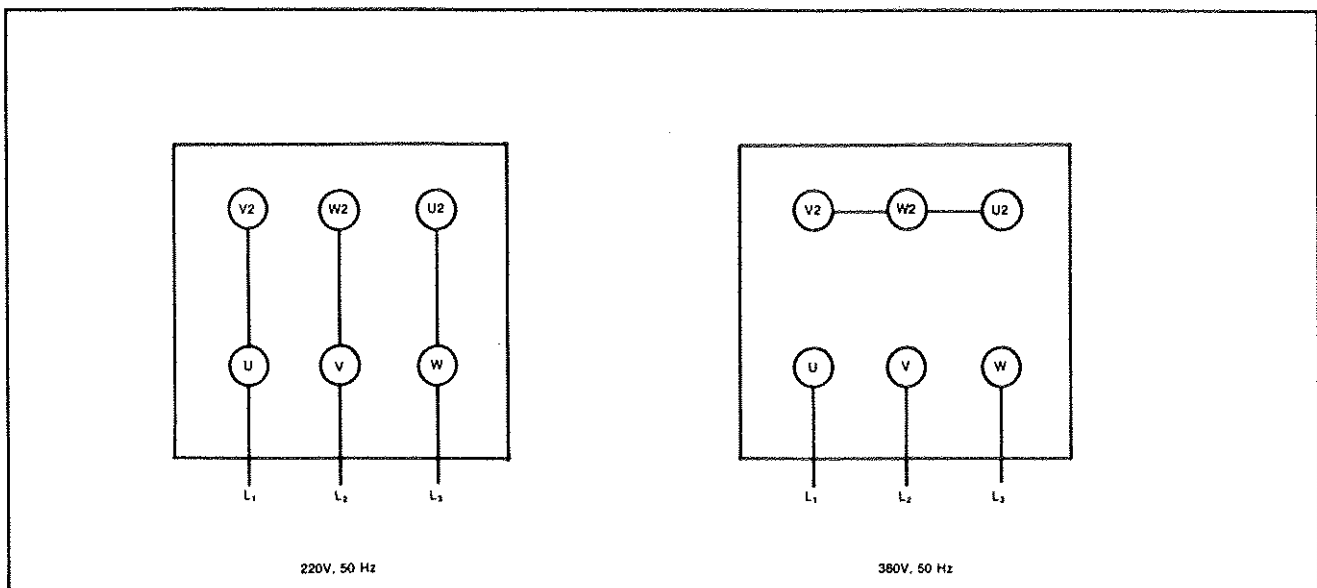 V2 W2 U2
V2 W2 U2
U V W
U V W
L₁ L₂ L₃
L₁ L₂ L₃
220V, 50 Hz
380V, 50 Hz